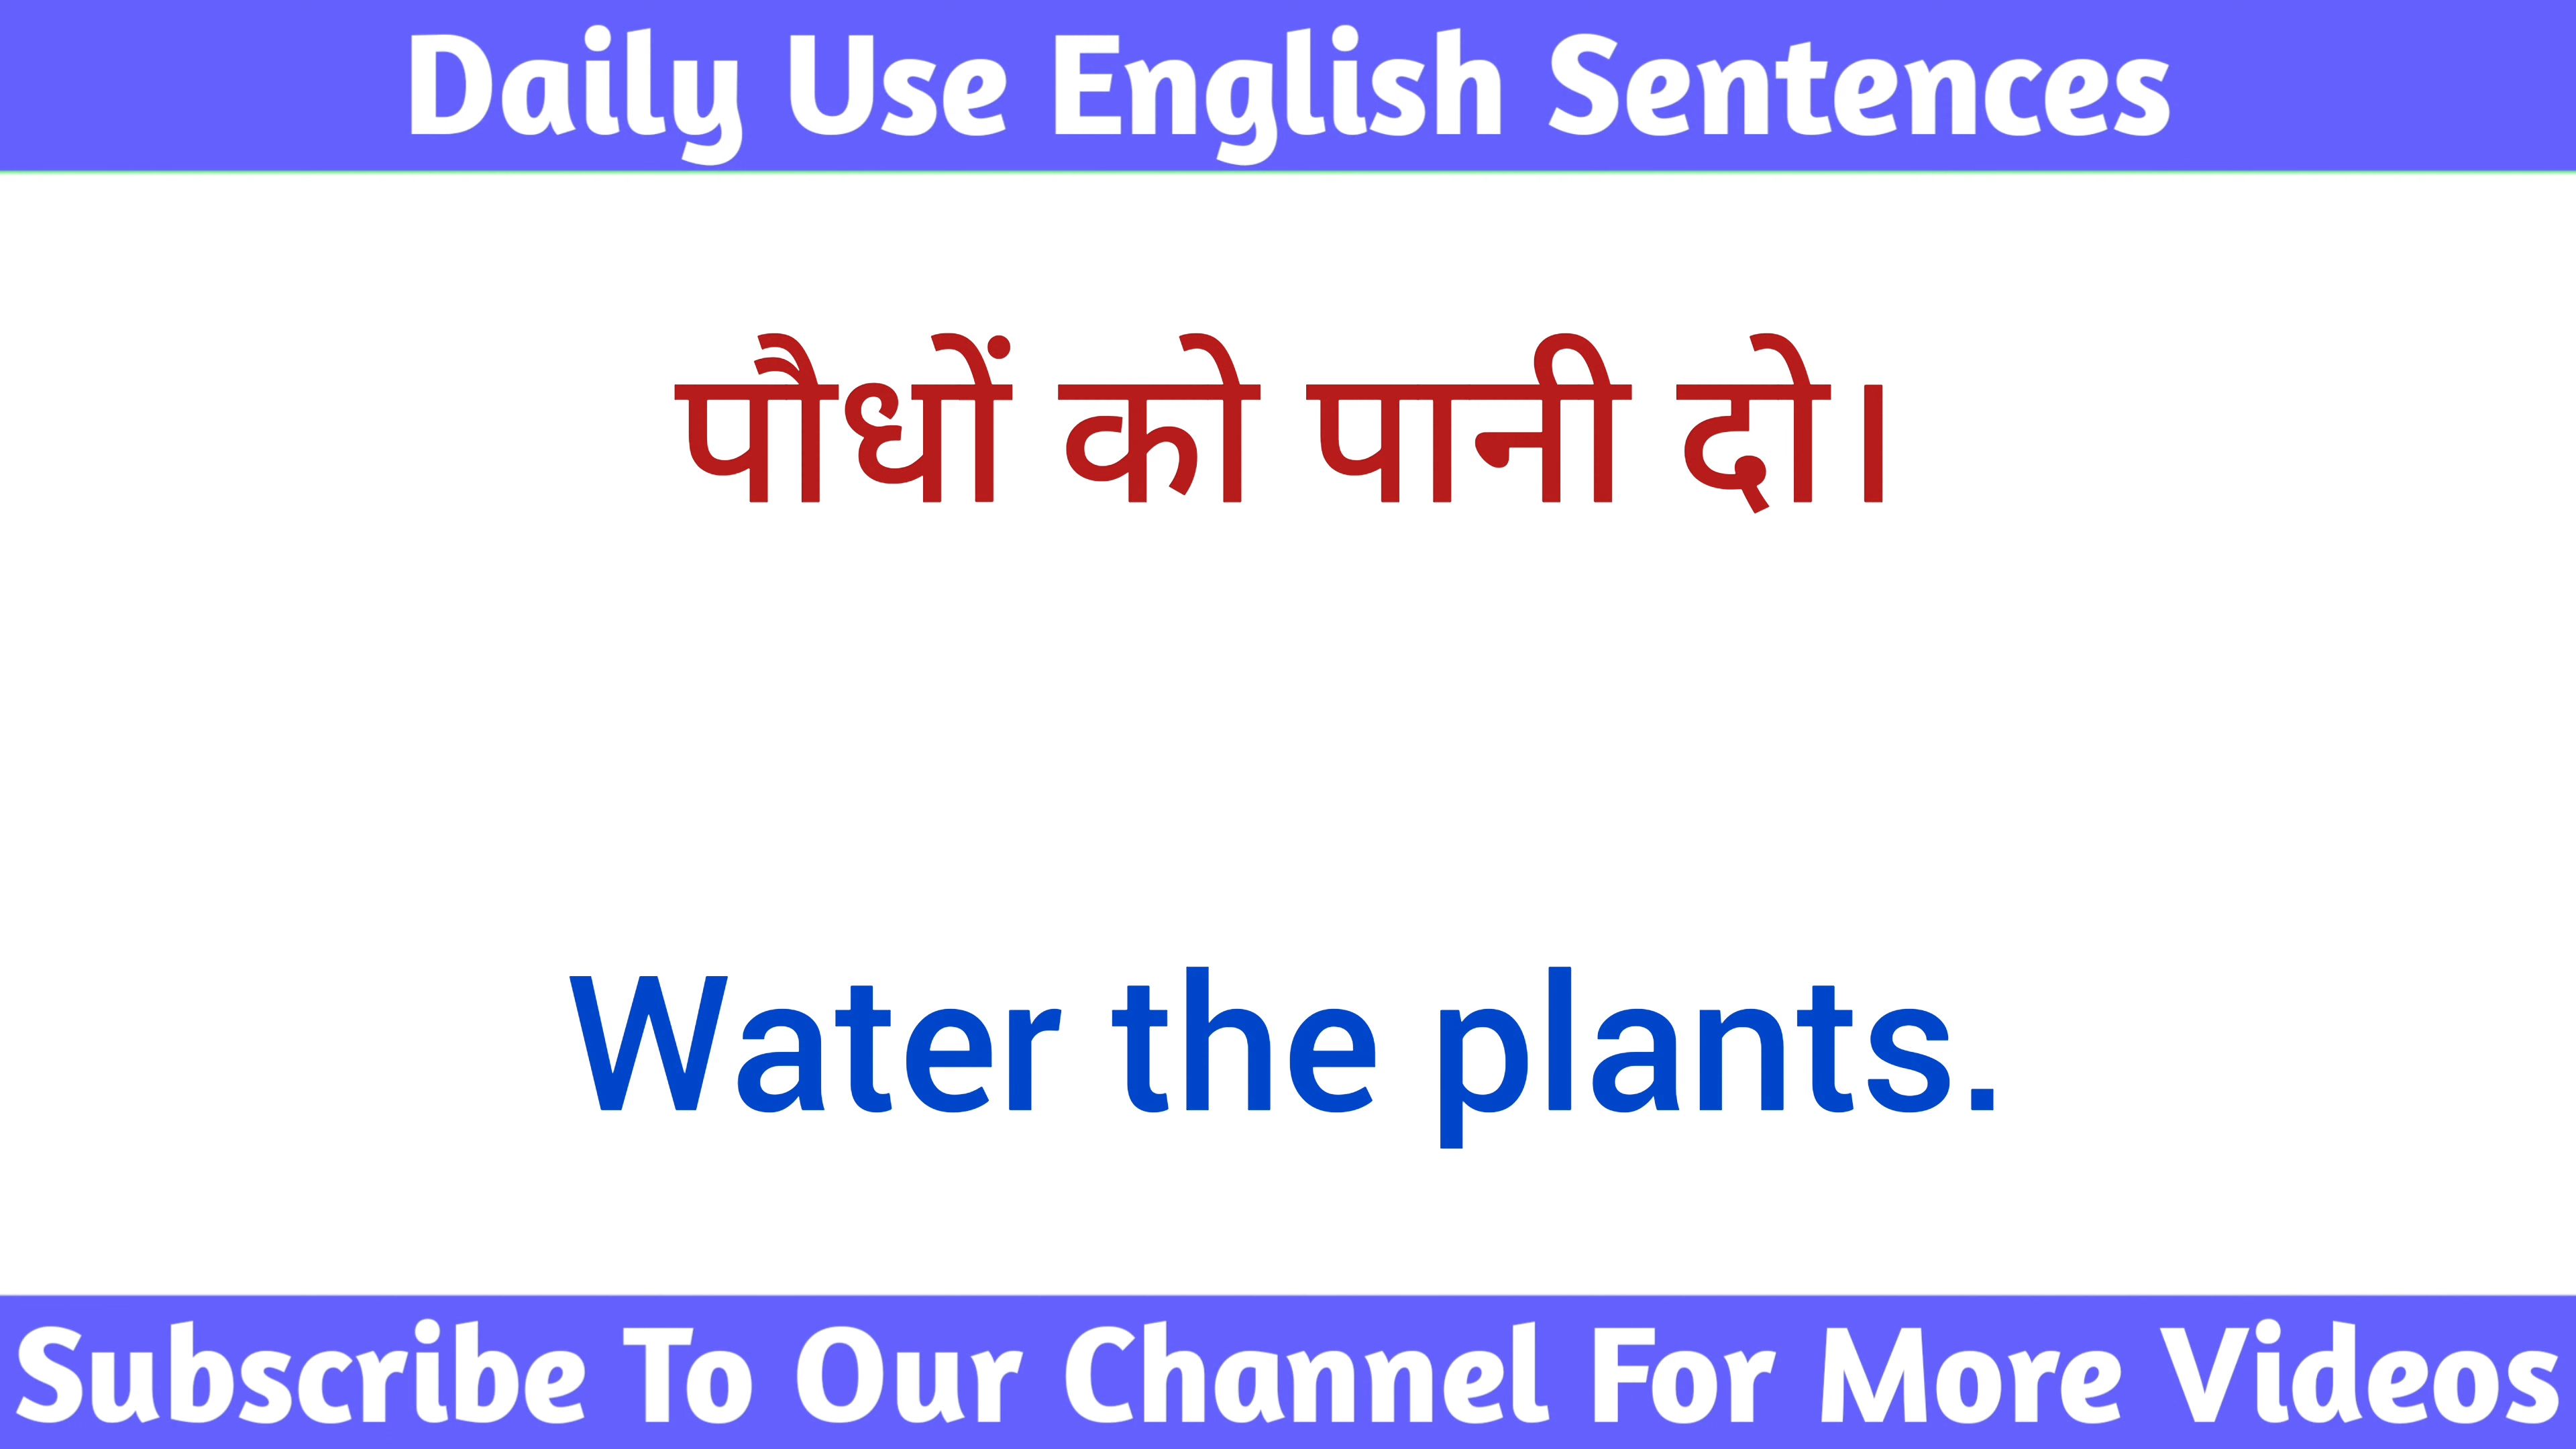 Daily Use English Sentences
पौधों को पानी दो।
Water the plants.
Subscribe To Our Channel For More Videos